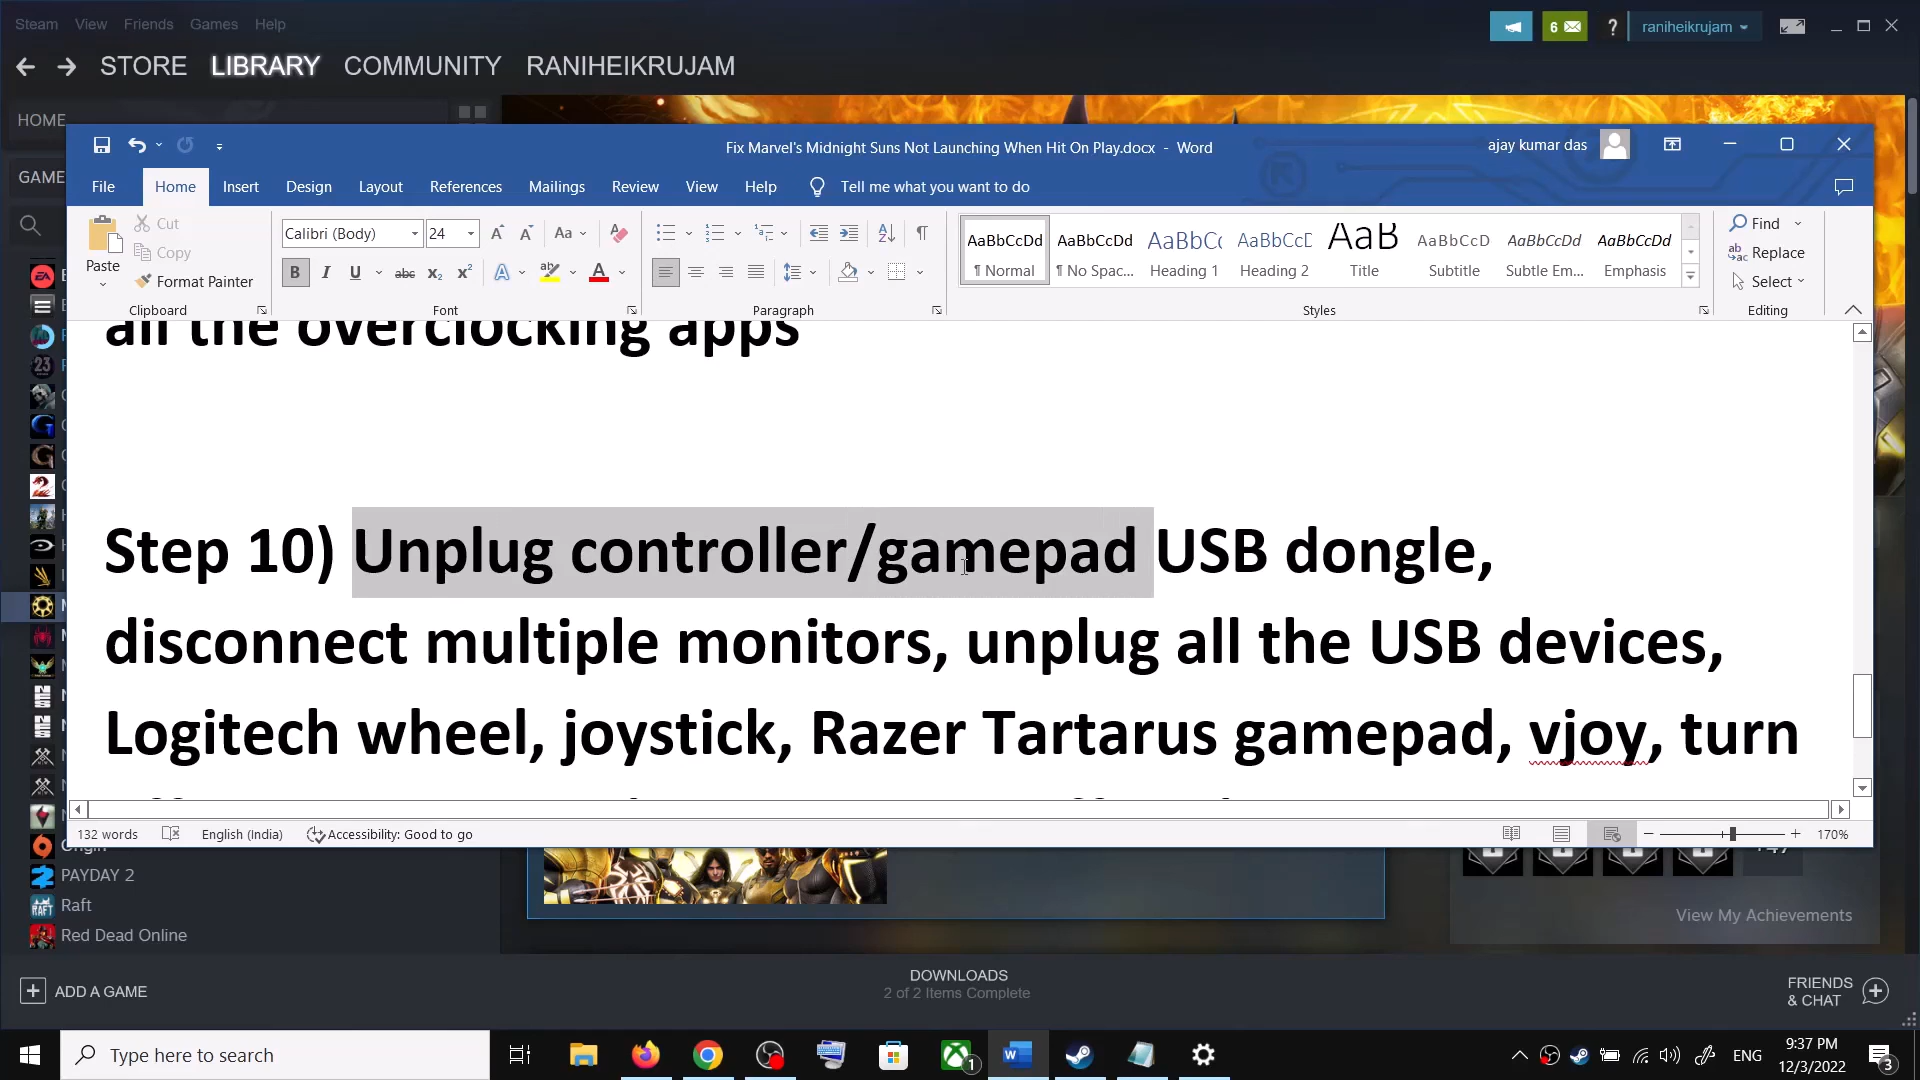 Steam View Friends Games Help
6 raniheikrujam
STORE LIBRARY COMMUNITY RANIHEIKRUJAM
HOME
Fix Marvel's Midnight Suns Not Launching When Hit On Play.docx - Word
ajay kumar das
GAME
File Home Insert Design Layout References Mailings Review View Help Tell me what you want to do
Paste
Cut
Copy
Format Painter
Clipboard
Calibri (Body) 24
Font
Paragraph
AaBbCcDd AaBbCcDd AaBbCc AaBbCcD AaB AaBbCcD AaBbCcDd AaBbCcDd
¶ Normal ¶ No Spac... Heading 1 Heading 2 Title Subtitle Subtle Em... Emphasis
Styles
Find
Replace
Select
Editing
all the overclocking apps
Step 10) Unplug controller/gamepad USB dongle,
disconnect multiple monitors, unplug all the USB devices,
Logitech wheel, joystick, Razer Tartarus gamepad, vjoy, turn
132 words English (India) Accessibility: Good to go 170%
Origin
PAYDAY 2
Raft
Red Dead Online
View My Achievements
ADD A GAME
DOWNLOADS
2 of 2 Items Complete
FRIENDS
& CHAT
Type here to search
ENG
9:37 PM
12/3/2022
3